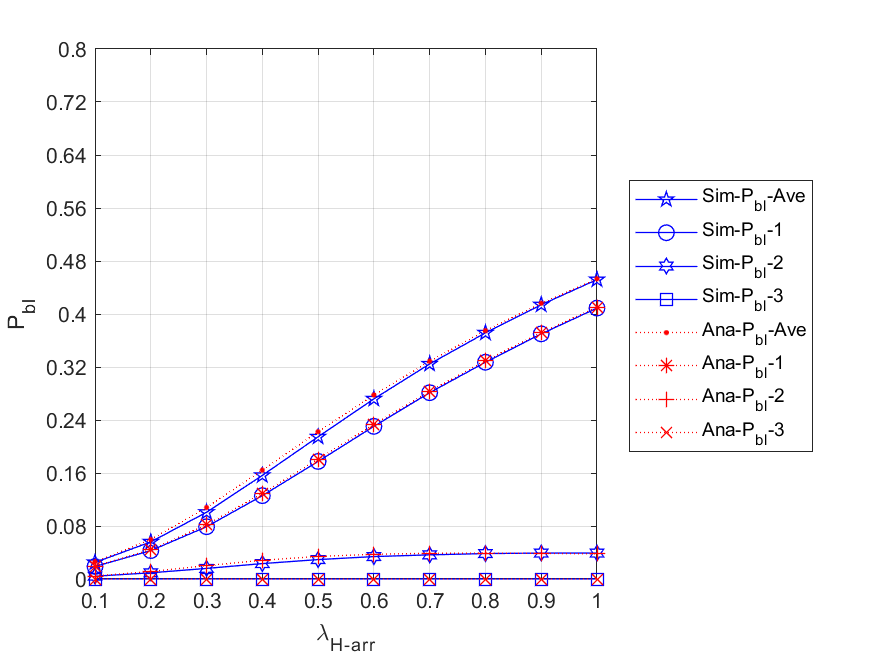 0.8
0.72
0.64
0.56
0.48
0.4
0.32
0.24
0.16
0.08
0
P_bl
0.1 0.2 0.3 0.4 0.5 0.6 0.7 0.8 0.9 1
λ_H-arr
Sim-P_bl-Ave
Sim-P_bl-1
Sim-P_bl-2
Sim-P_bl-3
Ana-P_bl-Ave
Ana-P_bl-1
Ana-P_bl-2
Ana-P_bl-3